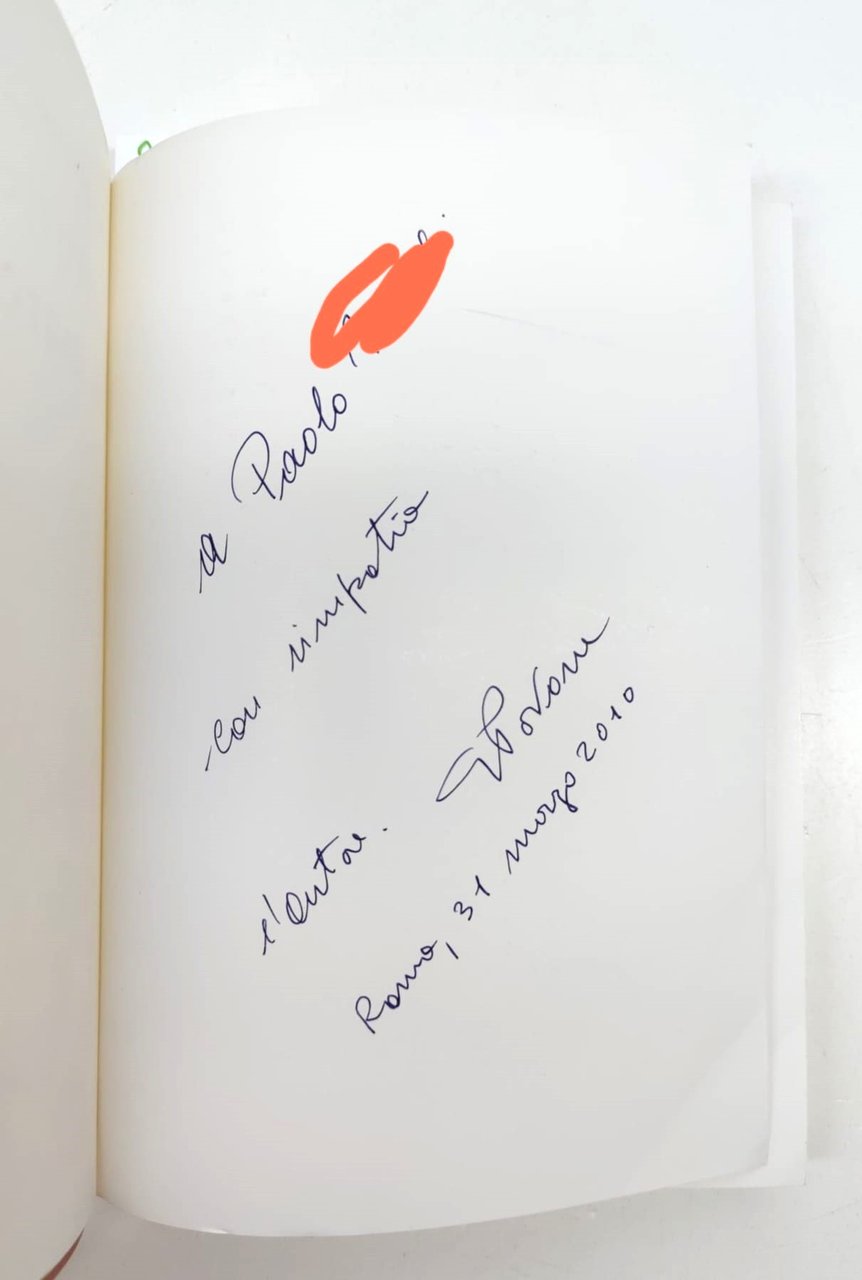 a Paolo
con simpatia
l'autore.
Roma, 31 marzo 2010